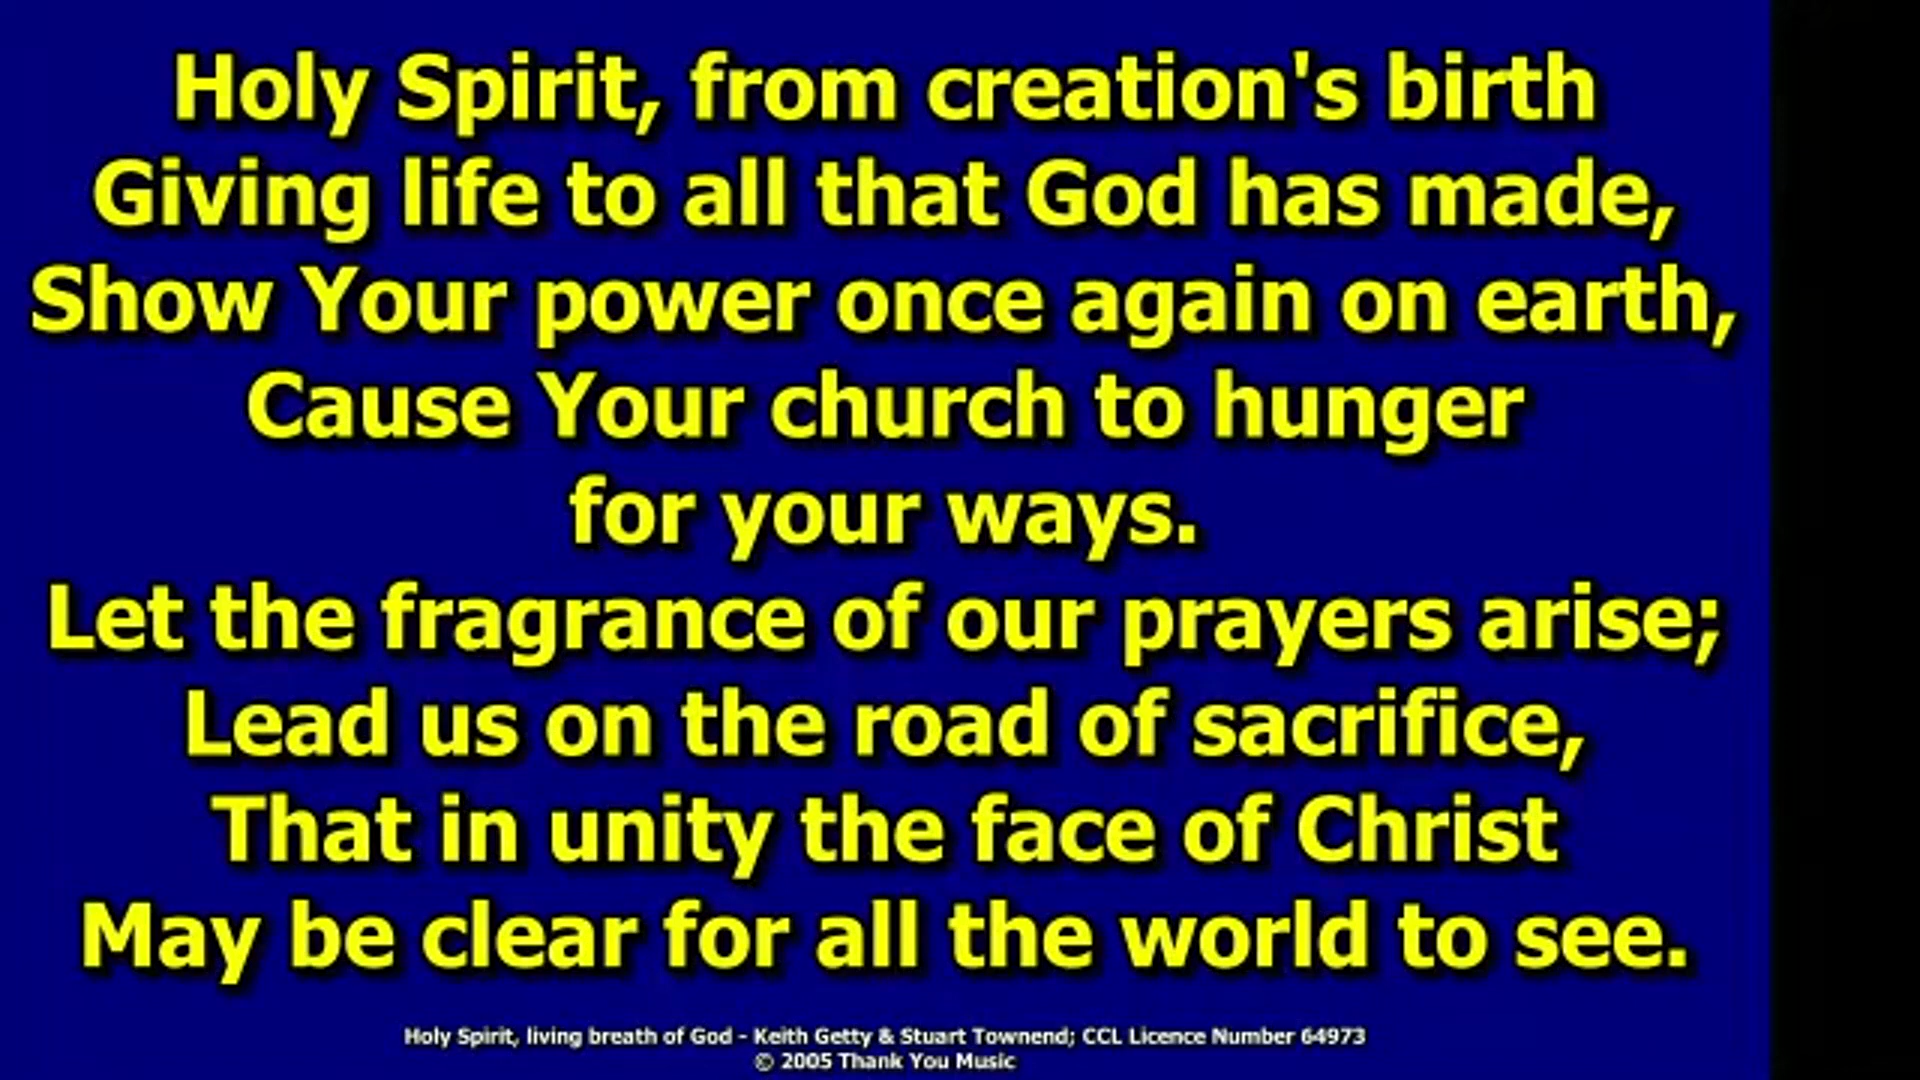 Holy Spirit, from creation's birth
Giving life to all that God has made,
Show Your power once again on earth,
Cause Your church to hunger
for your ways.
Let the fragrance of our prayers arise;
Lead us on the road of sacrifice,
That in unity the face of Christ
May be clear for all the world to see.
Holy Spirit, living breath of God - Keith Getty & Stuart Townend; CCL Licence Number 64973
© 2005 Thank You Music